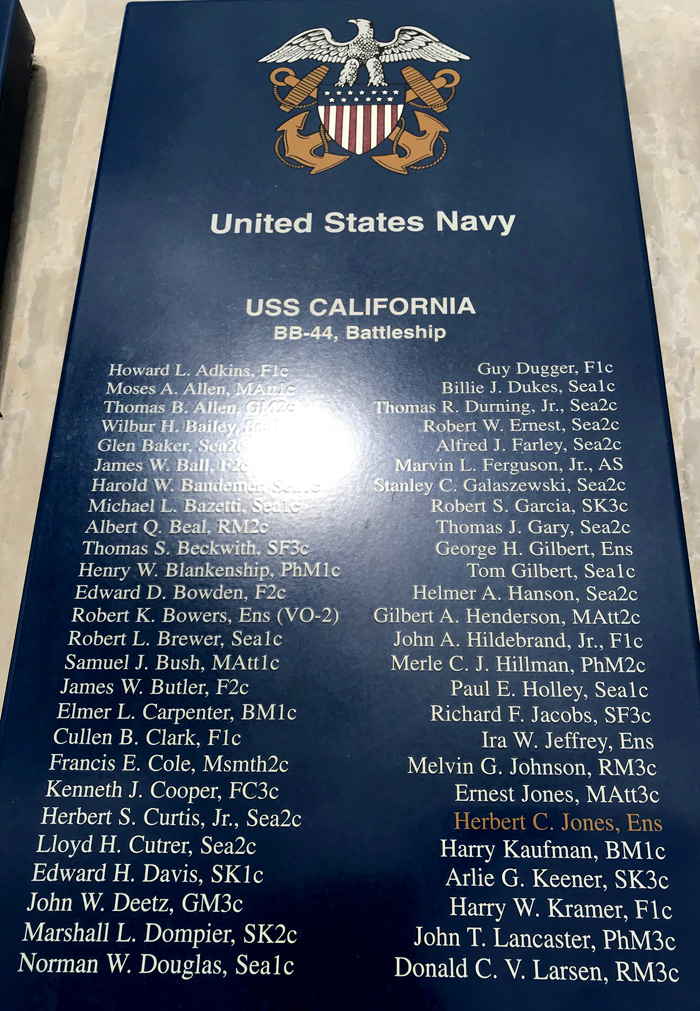 United States Navy
USS CALIFORNIA
BB-44, Battleship
Howard L. Adkins, F1c
Moses A. Allen, MAtt1c
Thomas B. Allen, GM2c
Wilbur H. Bailey, Sea1c
Glen Baker, Sea2c
James W. Ball, F2c
Harold W. Bandemer, Sea1c
Michael L. Bazetti, Sea1c
Albert Q. Beal, RM2c
Thomas S. Beckwith, SF3c
Henry W. Blankenship, PhM1c
Edward D. Bowden, F2c
Robert K. Bowers, Ens (VO-2)
Robert L. Brewer, Sea1c
Samuel J. Bush, MAtt1c
James W. Butler, F2c
Elmer L. Carpenter, BM1c
Cullen B. Clark, F1c
Francis E. Cole, Msmth2c
Kenneth J. Cooper, FC3c
Herbert S. Curtis, Jr., Sea2c
Lloyd H. Cutrer, Sea2c
Edward H. Davis, SK1c
John W. Deetz, GM3c
Marshall L. Dompier, SK2c
Norman W. Douglas, Sea1c
Guy Dugger, F1c
Billie J. Dukes, Sea1c
Thomas R. Durning, Jr., Sea2c
Robert W. Ernest, Sea2c
Alfred J. Farley, Sea2c
Marvin L. Ferguson, Jr., AS
Stanley C. Galaszewski, Sea2c
Robert S. Garcia, SK3c
Thomas J. Gary, Sea2c
George H. Gilbert, Ens
Tom Gilbert, Sea1c
Helmer A. Hanson, Sea2c
Gilbert A. Henderson, MAtt2c
John A. Hildebrand, Jr., F1c
Merle C. J. Hillman, PhM2c
Paul E. Holley, Sea1c
Richard F. Jacobs, SF3c
Ira W. Jeffrey, Ens
Melvin G. Johnson, RM3c
Ernest Jones, MAtt3c
Herbert C. Jones, Ens
Harry Kaufman, BM1c
Arlie G. Keener, SK3c
Harry W. Kramer, F1c
John T. Lancaster, PhM3c
Donald C. V. Larsen, RM3c